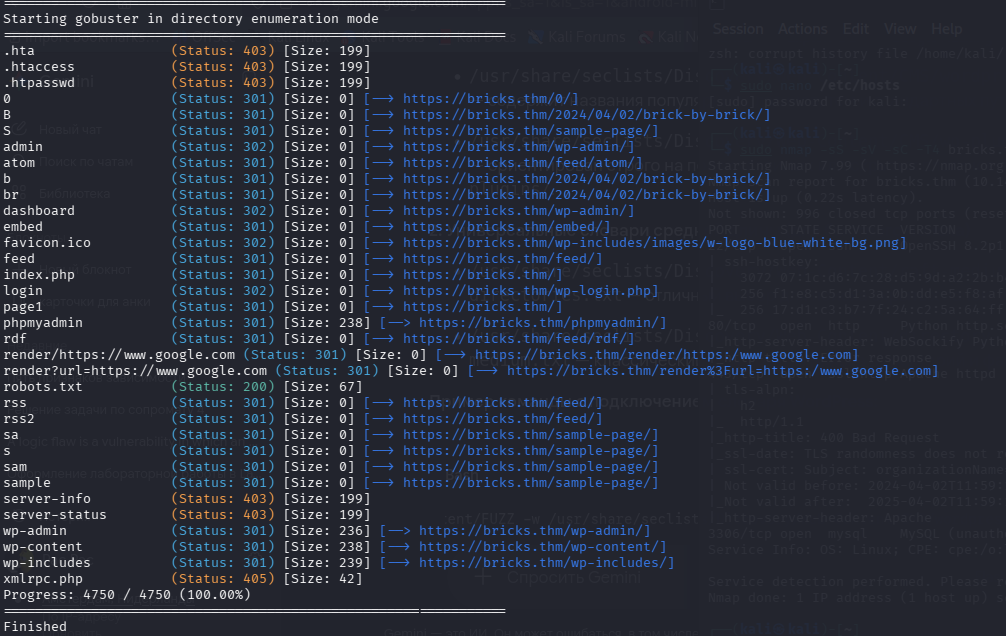 ===============================================================
Starting gobuster in directory enumeration mode
===============================================================
.hta (Status: 403) [Size: 199]
.htaccess (Status: 403) [Size: 199]
.htpasswd (Status: 403) [Size: 199]
0 (Status: 301) [Size: 0] [--> https://bricks.thm/0/]
B (Status: 301) [Size: 0] [--> https://bricks.thm/2024/04/02/brick-by-brick/]
S (Status: 301) [Size: 0] [--> https://bricks.thm/sample-page/]
admin (Status: 302) [Size: 0] [--> https://bricks.thm/wp-admin/]
atom (Status: 301) [Size: 0] [--> https://bricks.thm/feed/atom/]
b (Status: 301) [Size: 0] [--> https://bricks.thm/2024/04/02/brick-by-brick/]
br (Status: 301) [Size: 0] [--> https://bricks.thm/2024/04/02/brick-by-brick/]
dashboard (Status: 302) [Size: 0] [--> https://bricks.thm/wp-admin/]
embed (Status: 301) [Size: 0] [--> https://bricks.thm/embed/]
favicon.ico (Status: 302) [Size: 0] [--> https://bricks.thm/wp-includes/images/w-logo-blue-white-bg.png]
feed (Status: 301) [Size: 0] [--> https://bricks.thm/feed/]
index.php (Status: 301) [Size: 0] [--> https://bricks.thm/]
login (Status: 302) [Size: 0] [--> https://bricks.thm/wp-login.php]
page1 (Status: 301) [Size: 0] [--> https://bricks.thm/]
phpmyadmin (Status: 301) [Size: 238] [--> https://bricks.thm/phpmyadmin/]
rdf (Status: 301) [Size: 0] [--> https://bricks.thm/feed/rdf/]
render/https://www.google.com (Status: 301) [Size: 0] [--> https://bricks.thm/render/https:/www.google.com]
render?url=https://www.google.com (Status: 301) [Size: 0] [--> https://bricks.thm/render%3Furl=https:/www.google.com]
robots.txt (Status: 200) [Size: 67]
rss (Status: 301) [Size: 0] [--> https://bricks.thm/feed/]
rss2 (Status: 301) [Size: 0] [--> https://bricks.thm/feed/]
sa (Status: 301) [Size: 0] [--> https://bricks.thm/sample-page/]
s (Status: 301) [Size: 0] [--> https://bricks.thm/sample-page/]
sam (Status: 301) [Size: 0] [--> https://bricks.thm/sample-page/]
sample (Status: 301) [Size: 0] [--> https://bricks.thm/sample-page/]
server-info (Status: 403) [Size: 199]
server-status (Status: 403) [Size: 199]
wp-admin (Status: 301) [Size: 236] [--> https://bricks.thm/wp-admin/]
wp-content (Status: 301) [Size: 238] [--> https://bricks.thm/wp-content/]
wp-includes (Status: 301) [Size: 239] [--> https://bricks.thm/wp-includes/]
xmlrpc.php (Status: 405) [Size: 42]
Progress: 4750 / 4750 (100.00%)
===============================================================
Finished